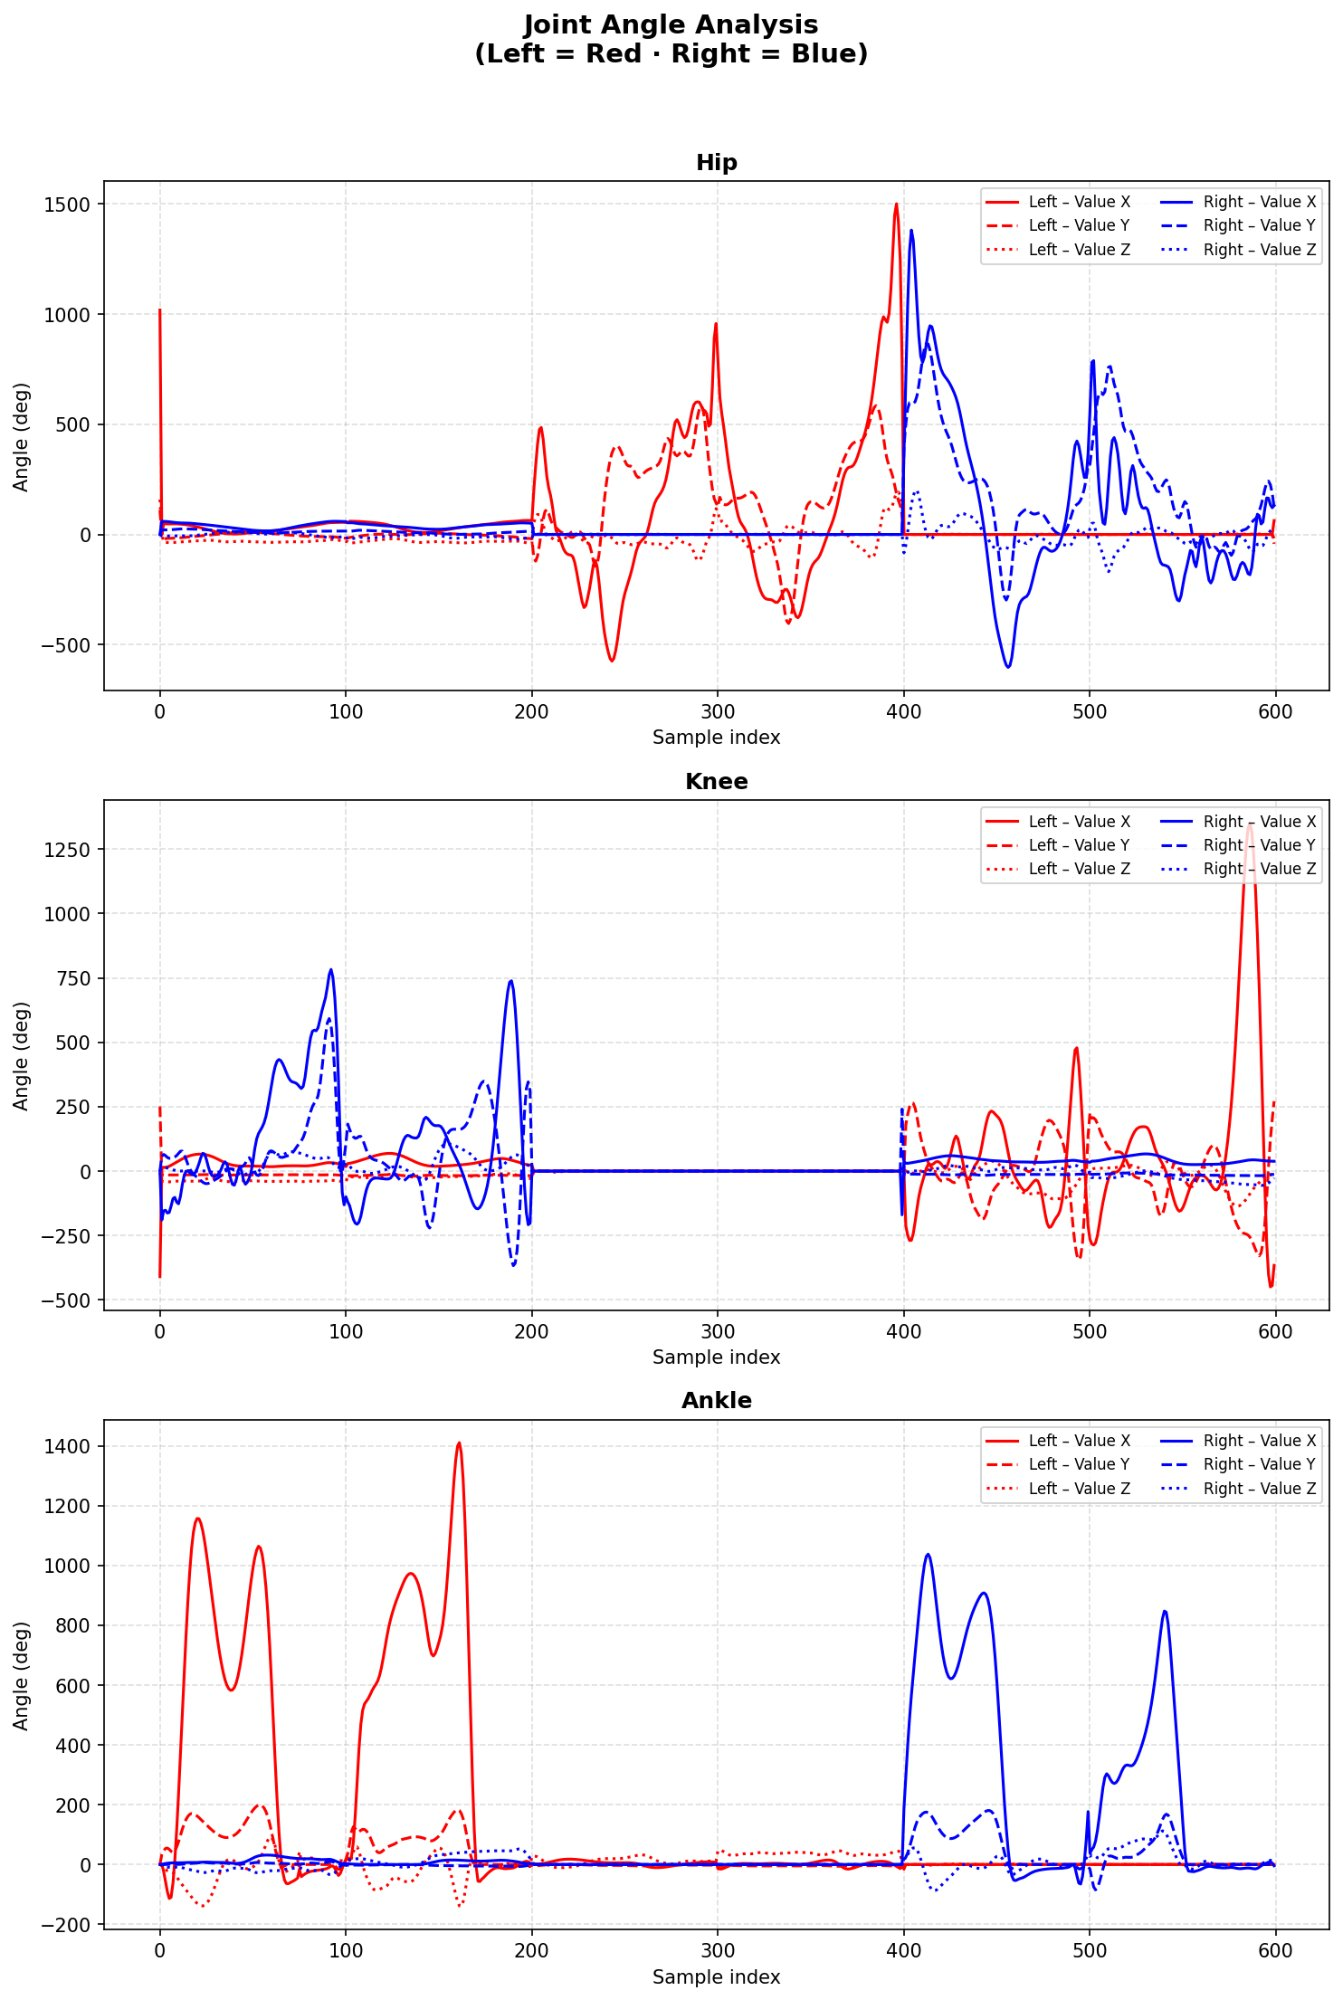 Joint Angle Analysis
(Left = Red · Right = Blue)
Hip
1500
1000
500
0
−500
Angle (deg)
Left – Value X
Left – Value Y
Left – Value Z
Right – Value X
Right – Value Y
Right – Value Z
0 100 200 300 400 500 600
Sample index
Knee
1250
1000
750
500
250
0
−250
−500
Angle (deg)
Left – Value X
Left – Value Y
Left – Value Z
Right – Value X
Right – Value Y
Right – Value Z
0 100 200 300 400 500 600
Sample index
Ankle
1400
1200
1000
800
600
400
200
0
−200
Angle (deg)
Left – Value X
Left – Value Y
Left – Value Z
Right – Value X
Right – Value Y
Right – Value Z
0 100 200 300 400 500 600
Sample index